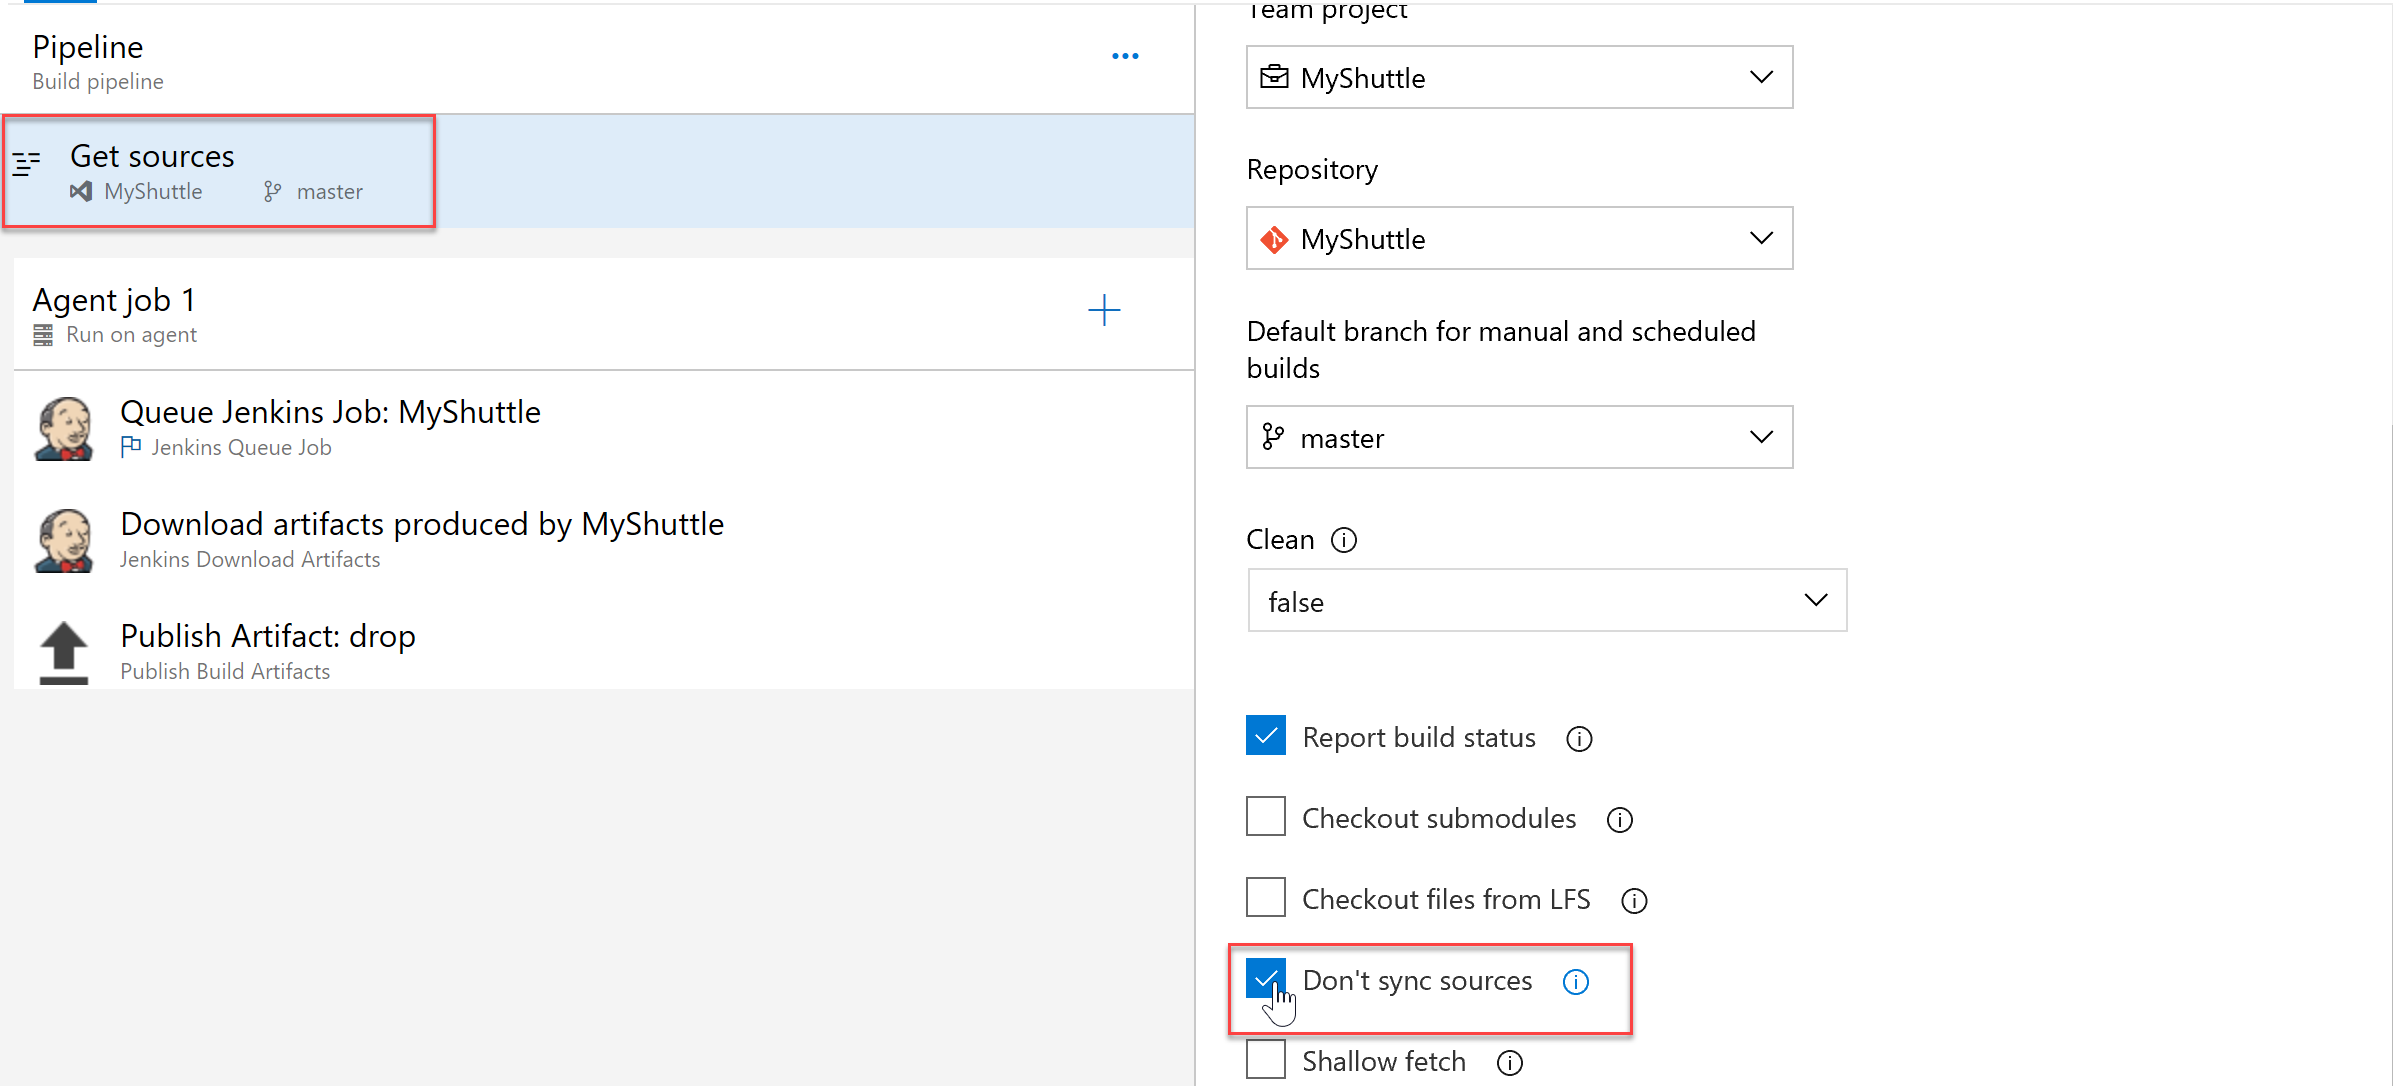 Pipeline
Build pipeline
Get sources
MyShuttle master
Agent job 1
Run on agent
Queue Jenkins Job: MyShuttle
Jenkins Queue Job
Download artifacts produced by MyShuttle
Jenkins Download Artifacts
Publish Artifact: drop
Publish Build Artifacts
Team project
MyShuttle
Repository
MyShuttle
Default branch for manual and scheduled
builds
master
Clean
false
Report build status
Checkout submodules
Checkout files from LFS
Don't sync sources
Shallow fetch